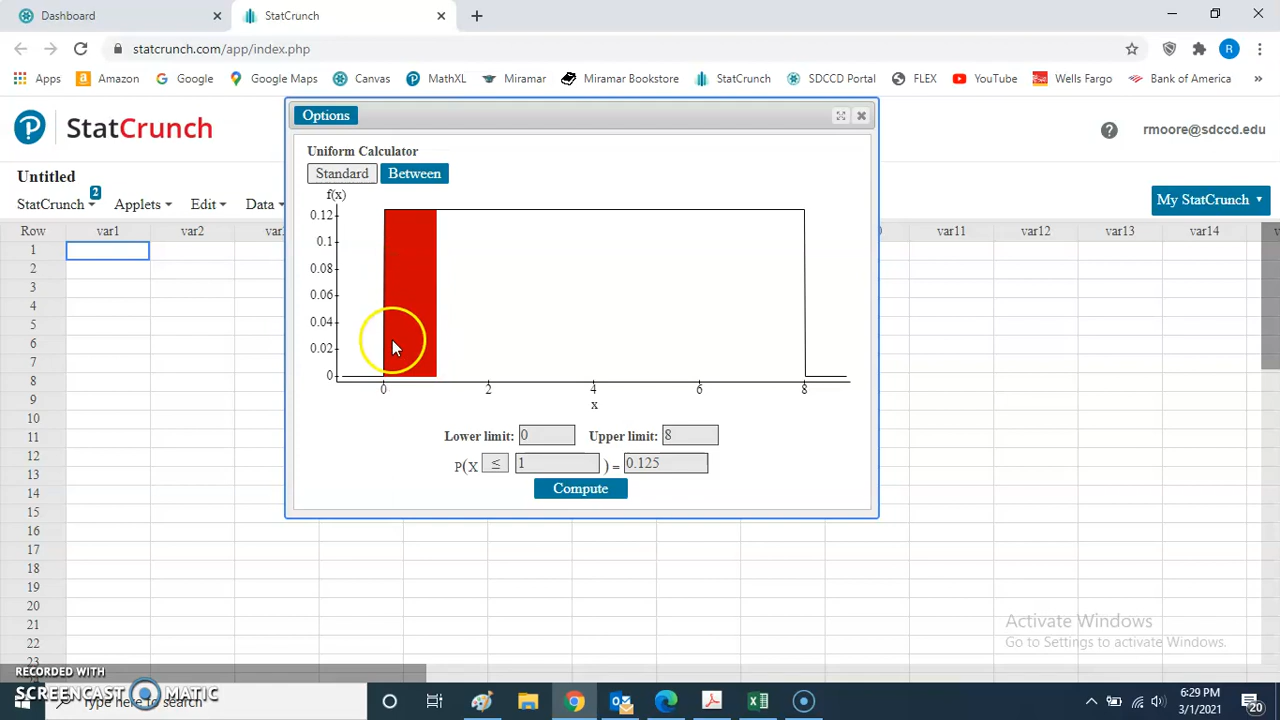 Dashboard
StatCrunch
statcrunch.com/app/index.php
R
Apps
Amazon
Google
Google Maps
Canvas
MathXL
Miramar
Miramar Bookstore
StatCrunch
SDCCD Portal
FLEX
YouTube
Wells Fargo
Bank of America
»
P StatCrunch
rmoore@sdccd.edu
Untitled
2
StatCrunch
Applets
Edit
Data
My StatCrunch
Options
Uniform Calculator
Standard
Between
f(x)
0.12
0.1
0.08
0.06
0.04
0.02
0
0 2 4 6 8
x
Lower limit: 0 Upper limit: 8
P(X ≤ 1 ) = 0.125
Compute
Row var1 var2 var11 var12 var13 var14
1
2
3
4
5
6
7
8
9
10
11
12
13
14
15
16
17
18
19
20
21
22
23
Activate Windows
Go to Settings to activate Windows.
RECORDED WITH
SCREENCAST MATIC
Type here to search
6:29 PM
3/1/2021
20